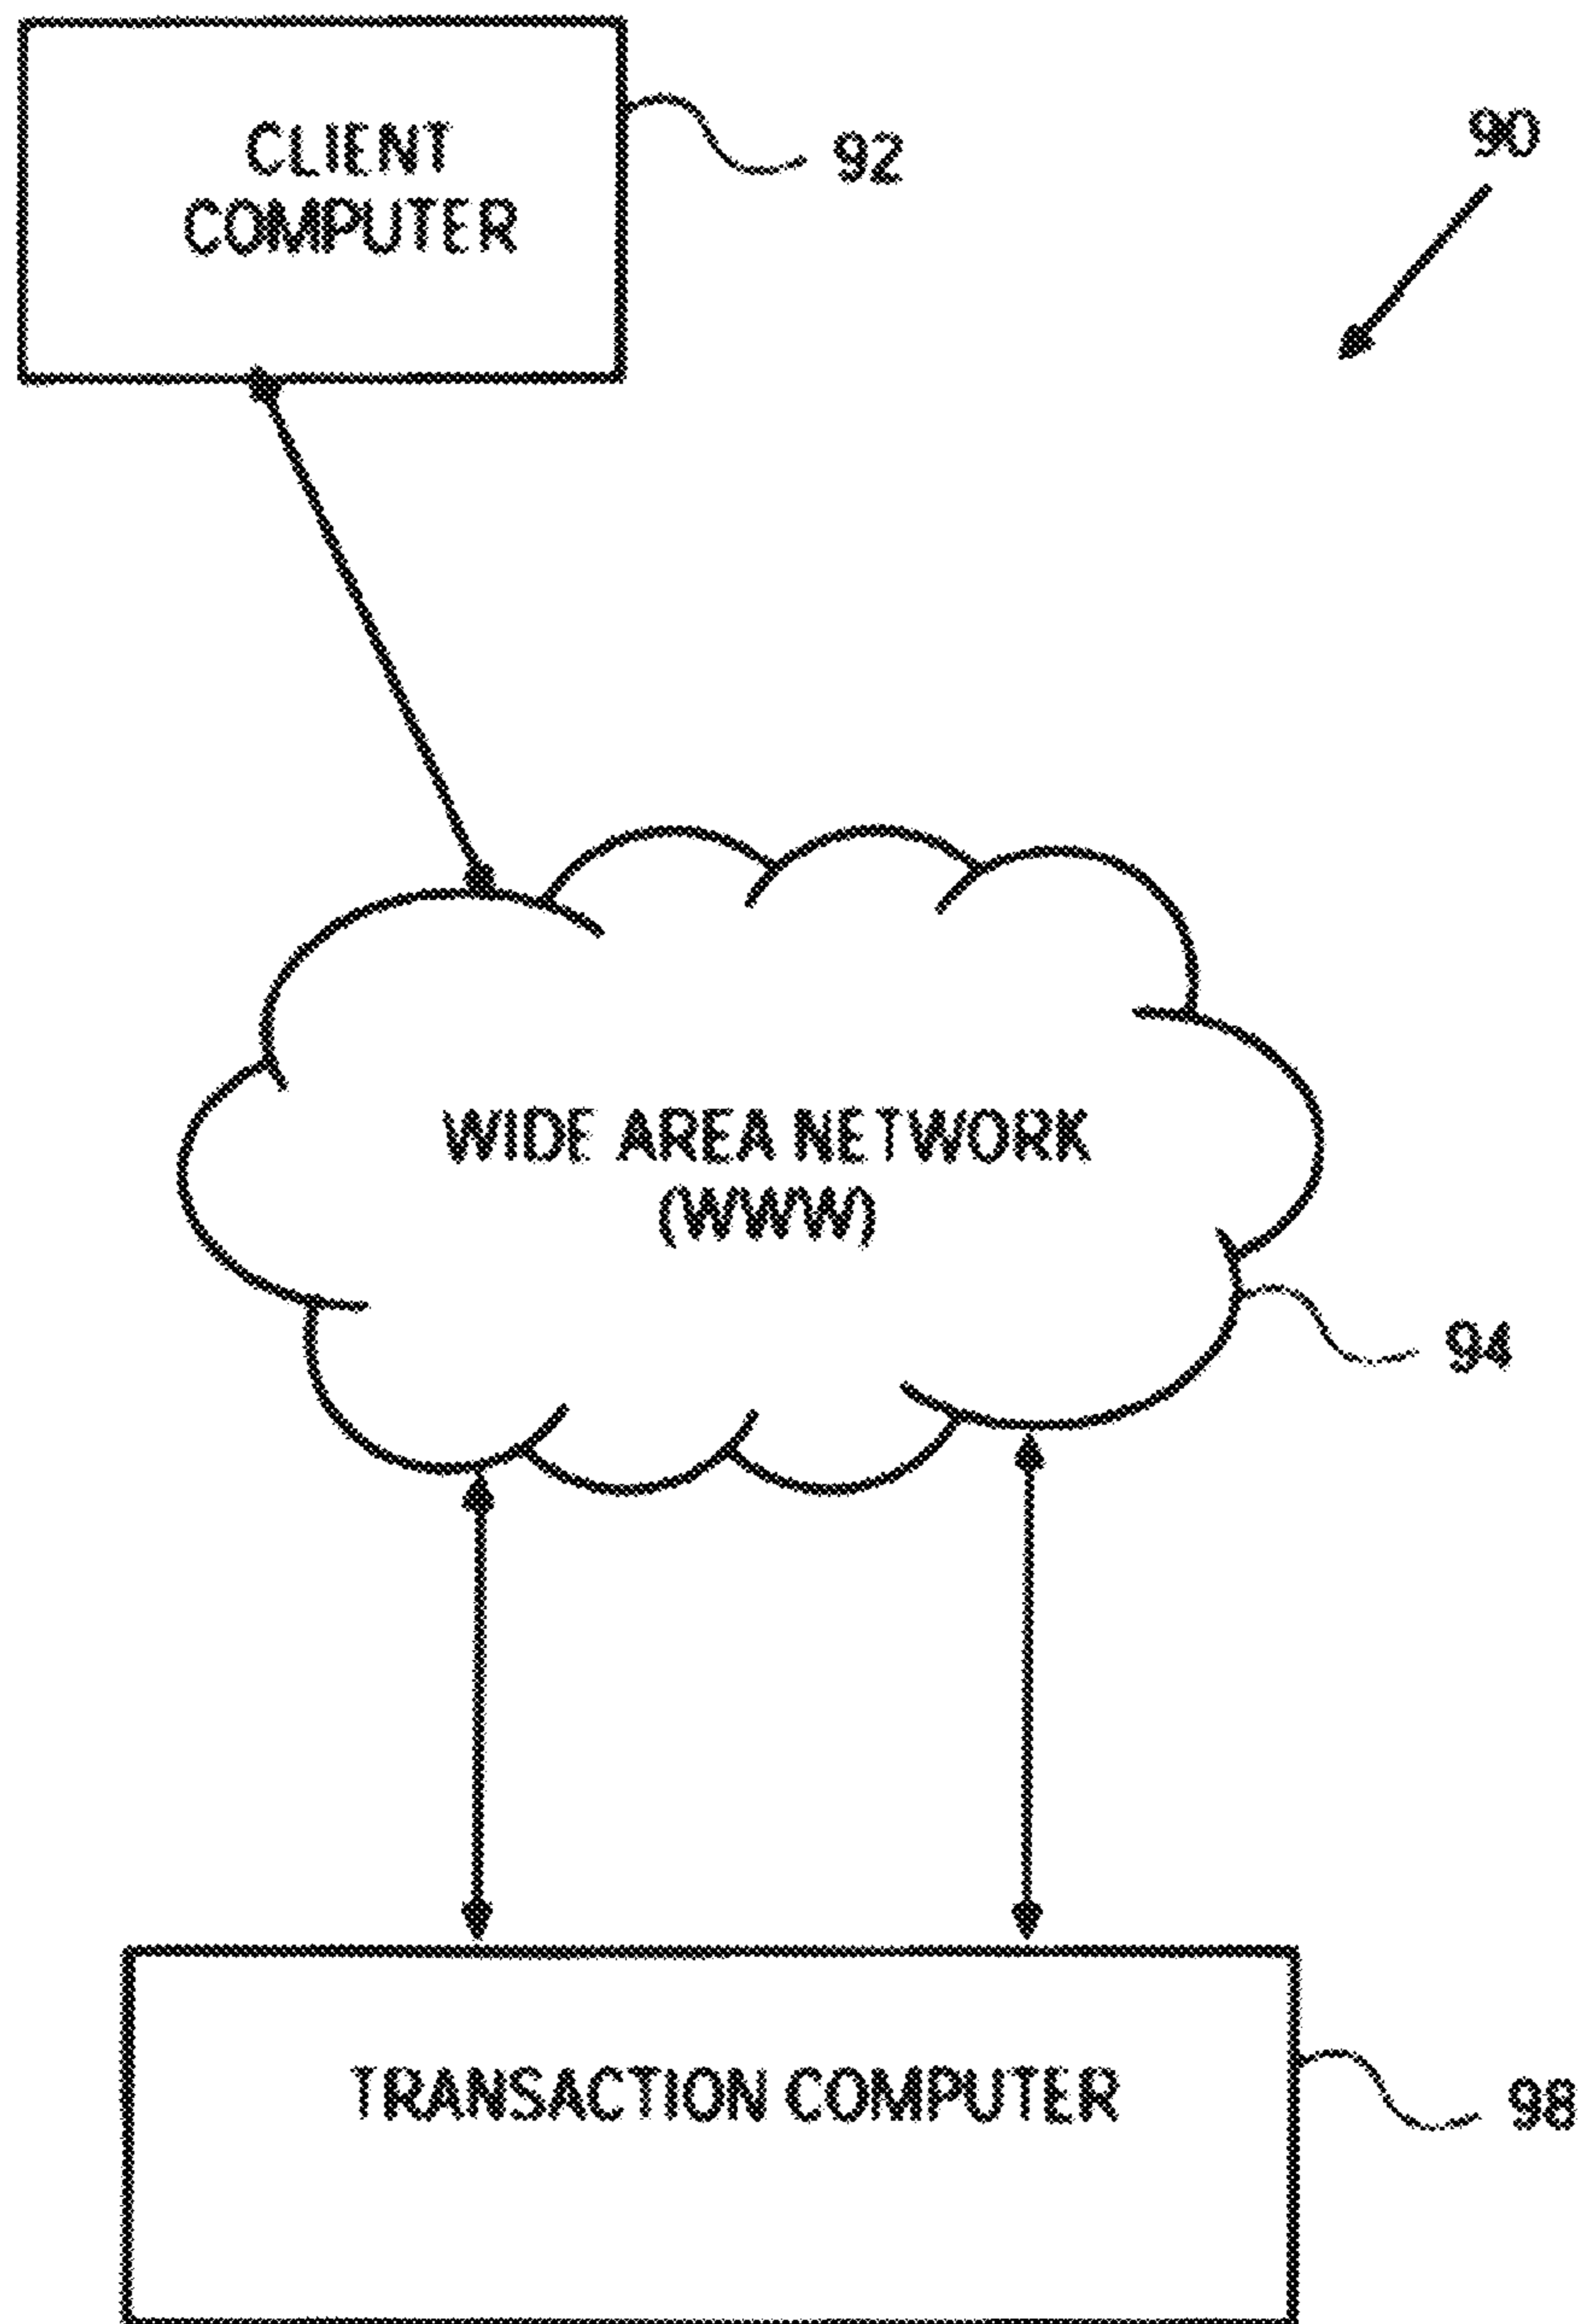 CLIENT
COMPUTER
92
90
WIDE AREA NETWORK
(WWW)
94
TRANSACTION COMPUTER
98